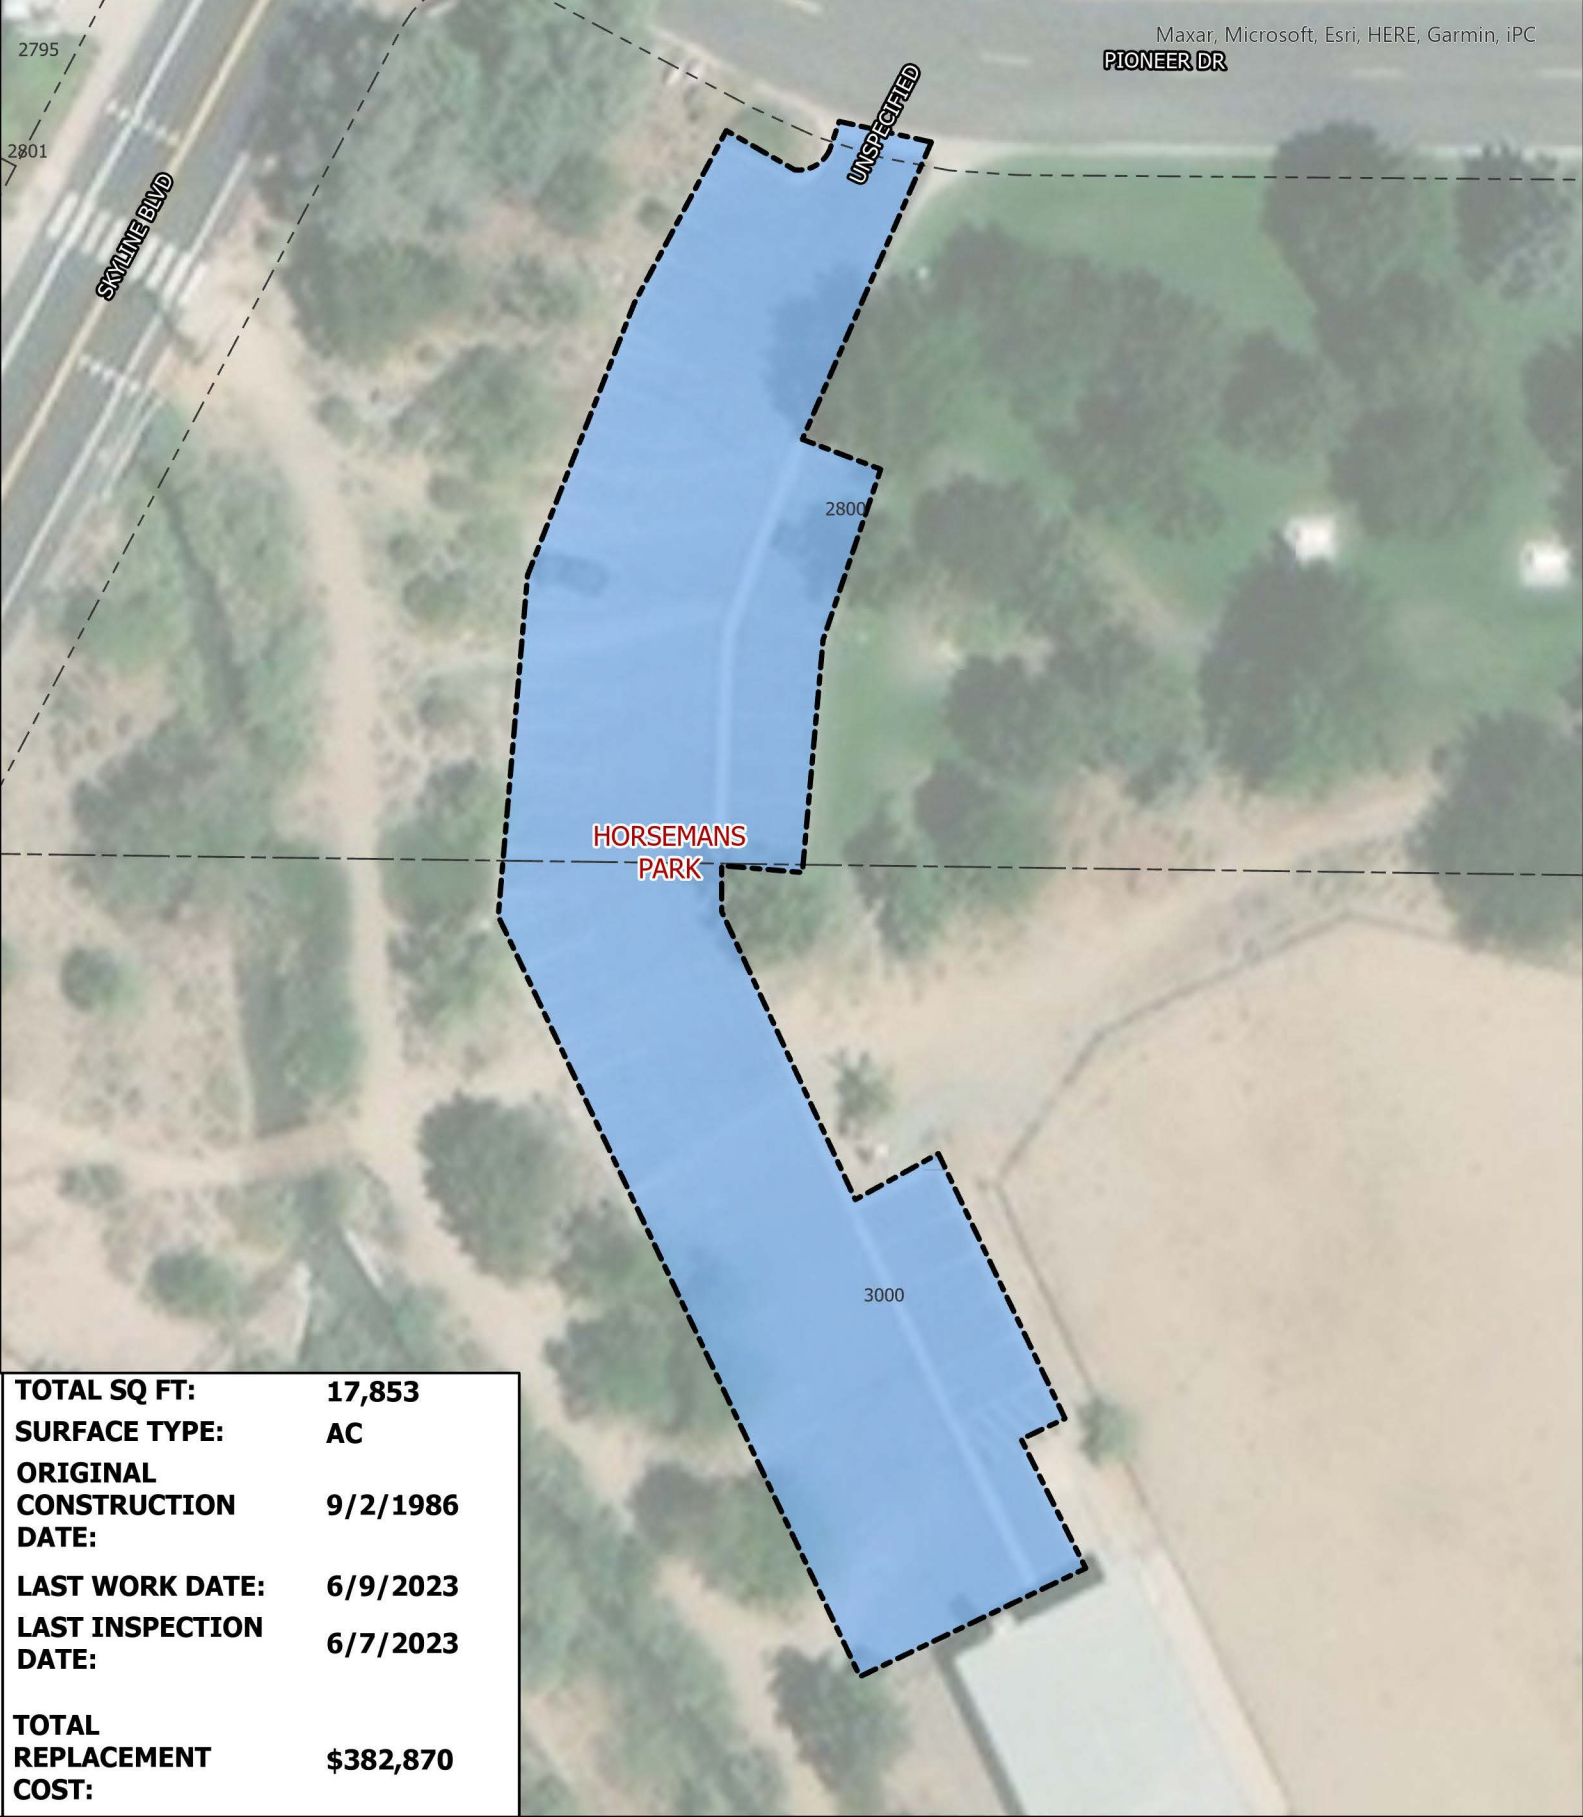 Maxar, Microsoft, Esri, HERE, Garmin, iPC
PIONEER DR
2795
UNSPECIFIED
2801
SKYLINE BLVD
2800
HORSEMANS
PARK
3000
TOTAL SQ FT: 17,853
SURFACE TYPE: AC
ORIGINAL
CONSTRUCTION 9/2/1986
DATE:
LAST WORK DATE: 6/9/2023
LAST INSPECTION
DATE: 6/7/2023
TOTAL
REPLACEMENT $382,870
COST: